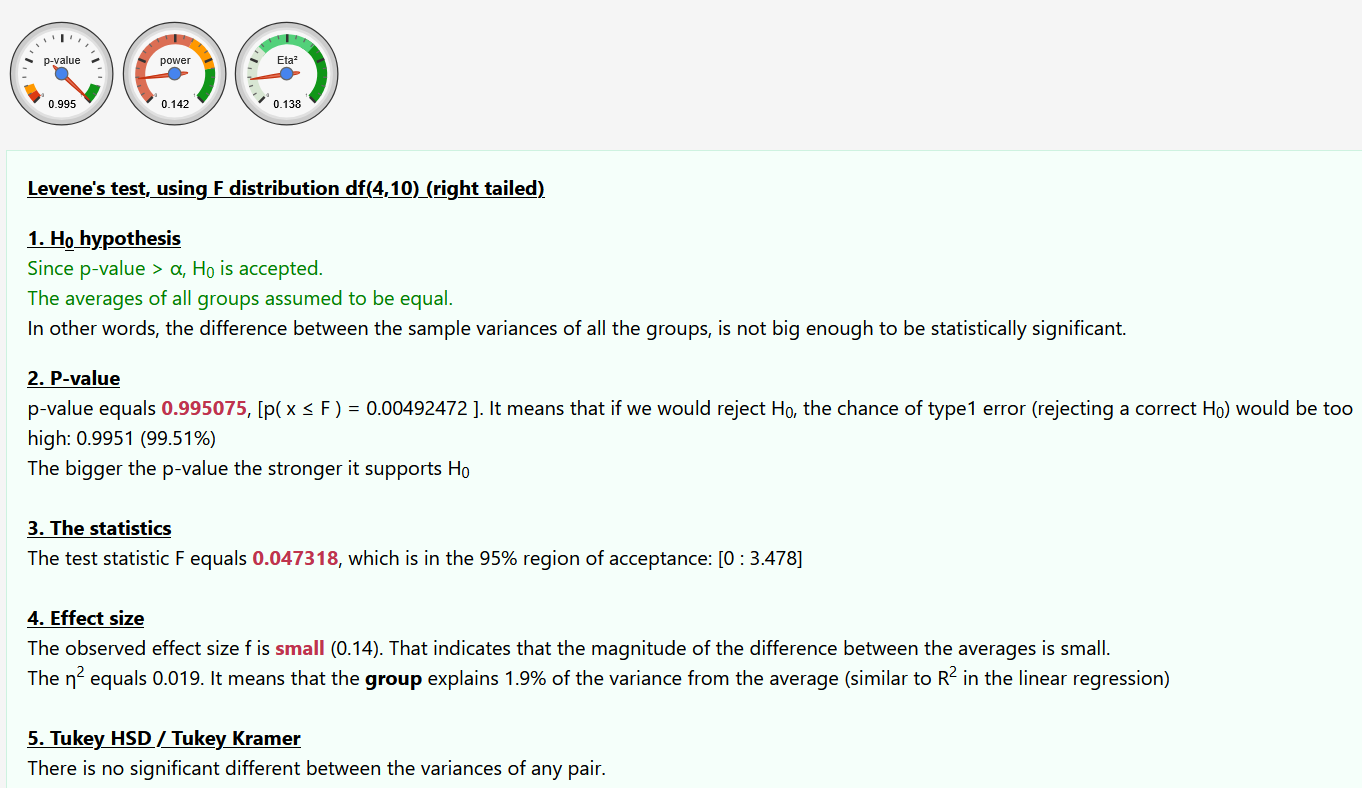 p-value power Eta²
0.995 0.142 0.138
Levene's test, using F distribution df(4,10) (right tailed)
1. H₀ hypothesis
Since p-value > α, H₀ is accepted.
The averages of all groups assumed to be equal.
In other words, the difference between the sample variances of all the groups, is not big enough to be statistically significant.
2. P-value
p-value equals 0.995075, [p( x ≤ F ) = 0.00492472 ]. It means that if we would reject H₀, the chance of type1 error (rejecting a correct H₀) would be too
high: 0.9951 (99.51%)
The bigger the p-value the stronger it supports H₀
3. The statistics
The test statistic F equals 0.047318, which is in the 95% region of acceptance: [0 : 3.478]
4. Effect size
The observed effect size f is small (0.14). That indicates that the magnitude of the difference between the averages is small.
The η² equals 0.019. It means that the group explains 1.9% of the variance from the average (similar to R² in the linear regression)
5. Tukey HSD / Tukey Kramer
There is no significant different between the variances of any pair.